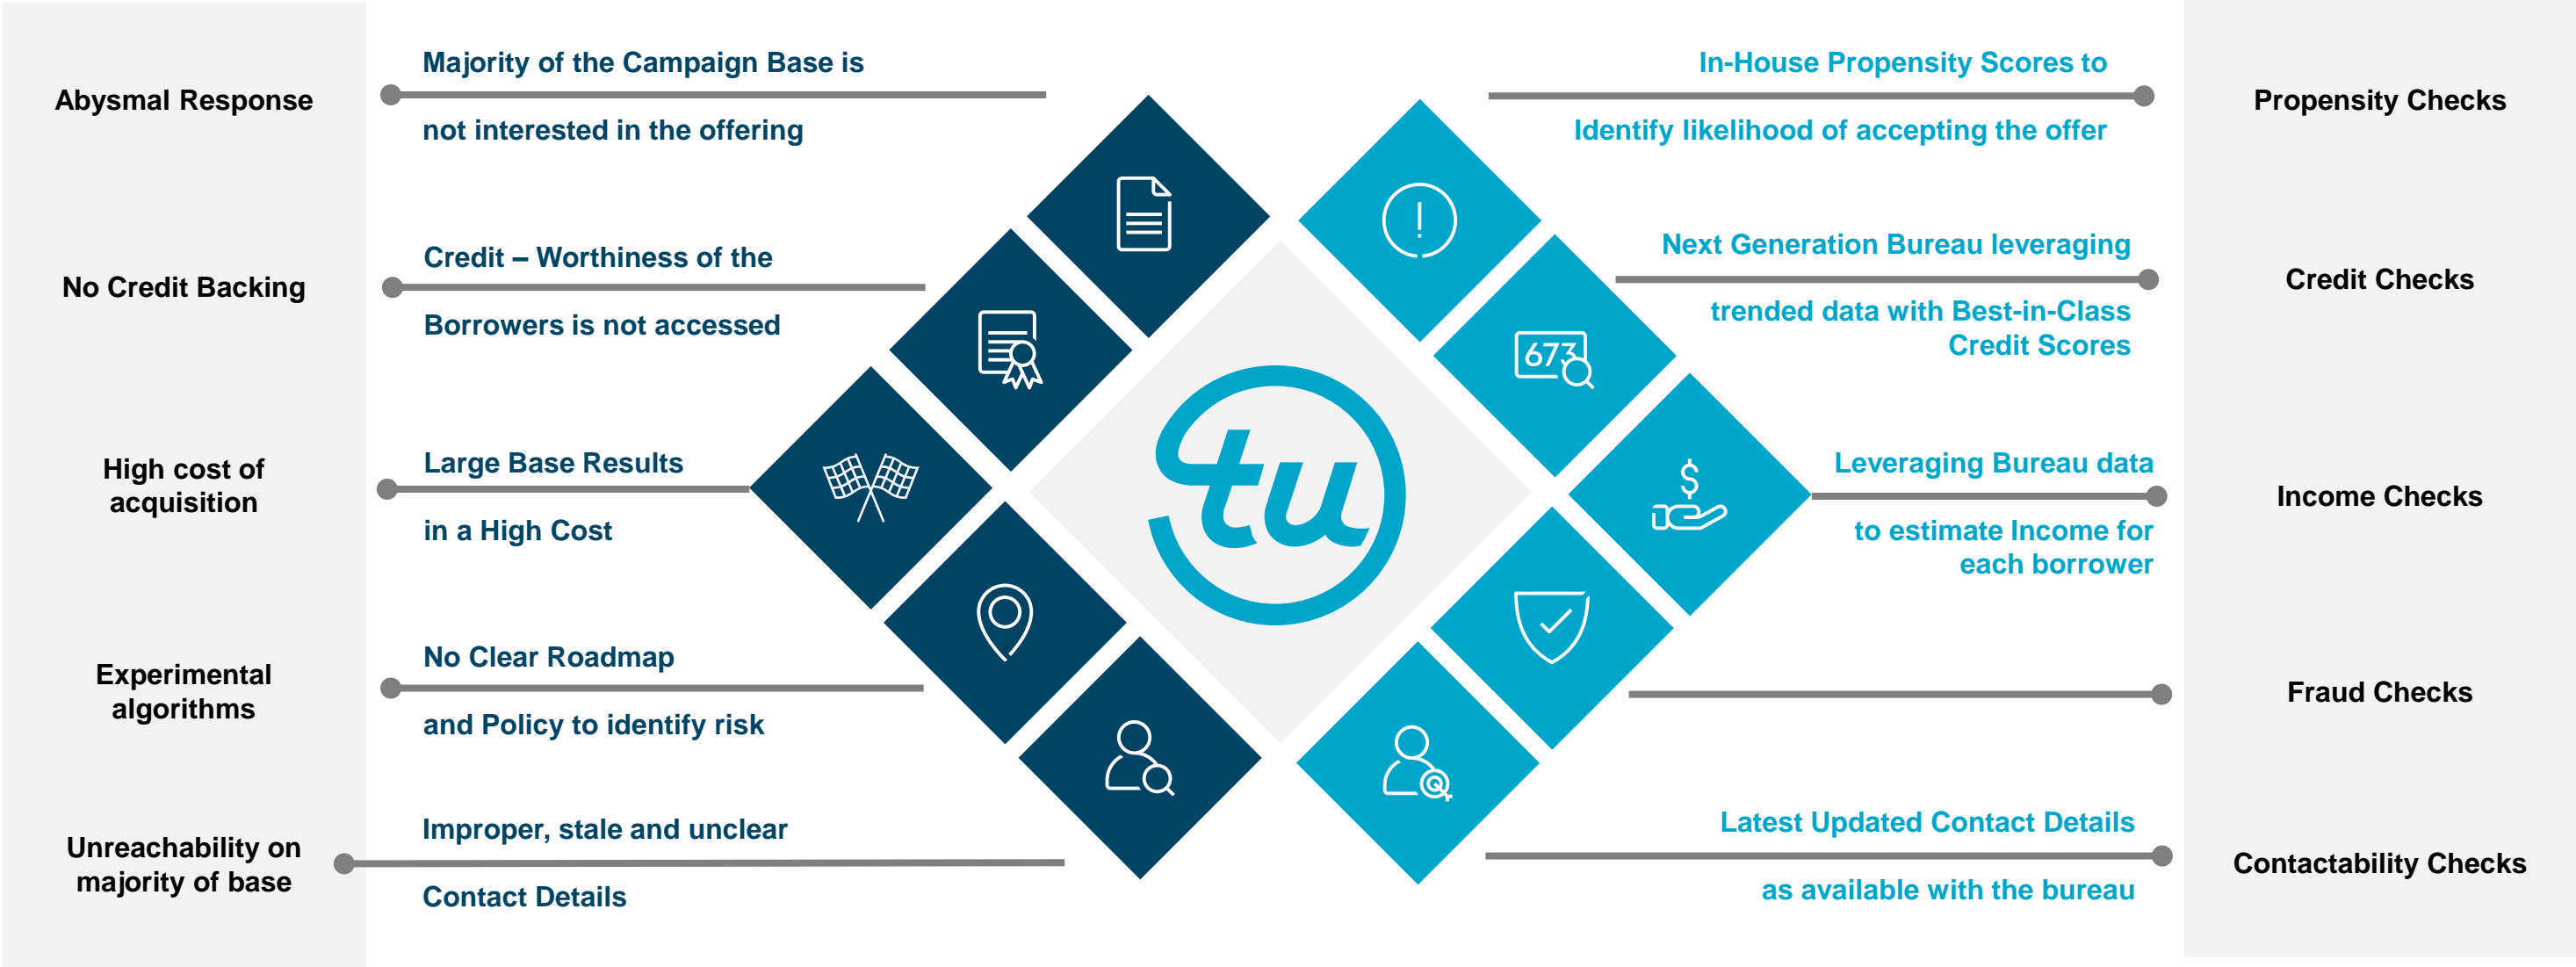 Abysmal Response
Majority of the Campaign Base is
not interested in the offering
In-House Propensity Scores to
Identify likelihood of accepting the offer
Propensity Checks
No Credit Backing
Credit – Worthiness of the
Borrowers is not accessed
Next Generation Bureau leveraging
trended data with Best-in-Class
Credit Scores
Credit Checks
673
High cost of
acquisition
Large Base Results
in a High Cost
tu
$
Leveraging Bureau data
to estimate Income for
each borrower
Income Checks
Experimental
algorithms
No Clear Roadmap
and Policy to identify risk
Fraud Checks
Unreachability on
majority of base
Improper, stale and unclear
Contact Details
Latest Updated Contact Details
as available with the bureau
Contactability Checks